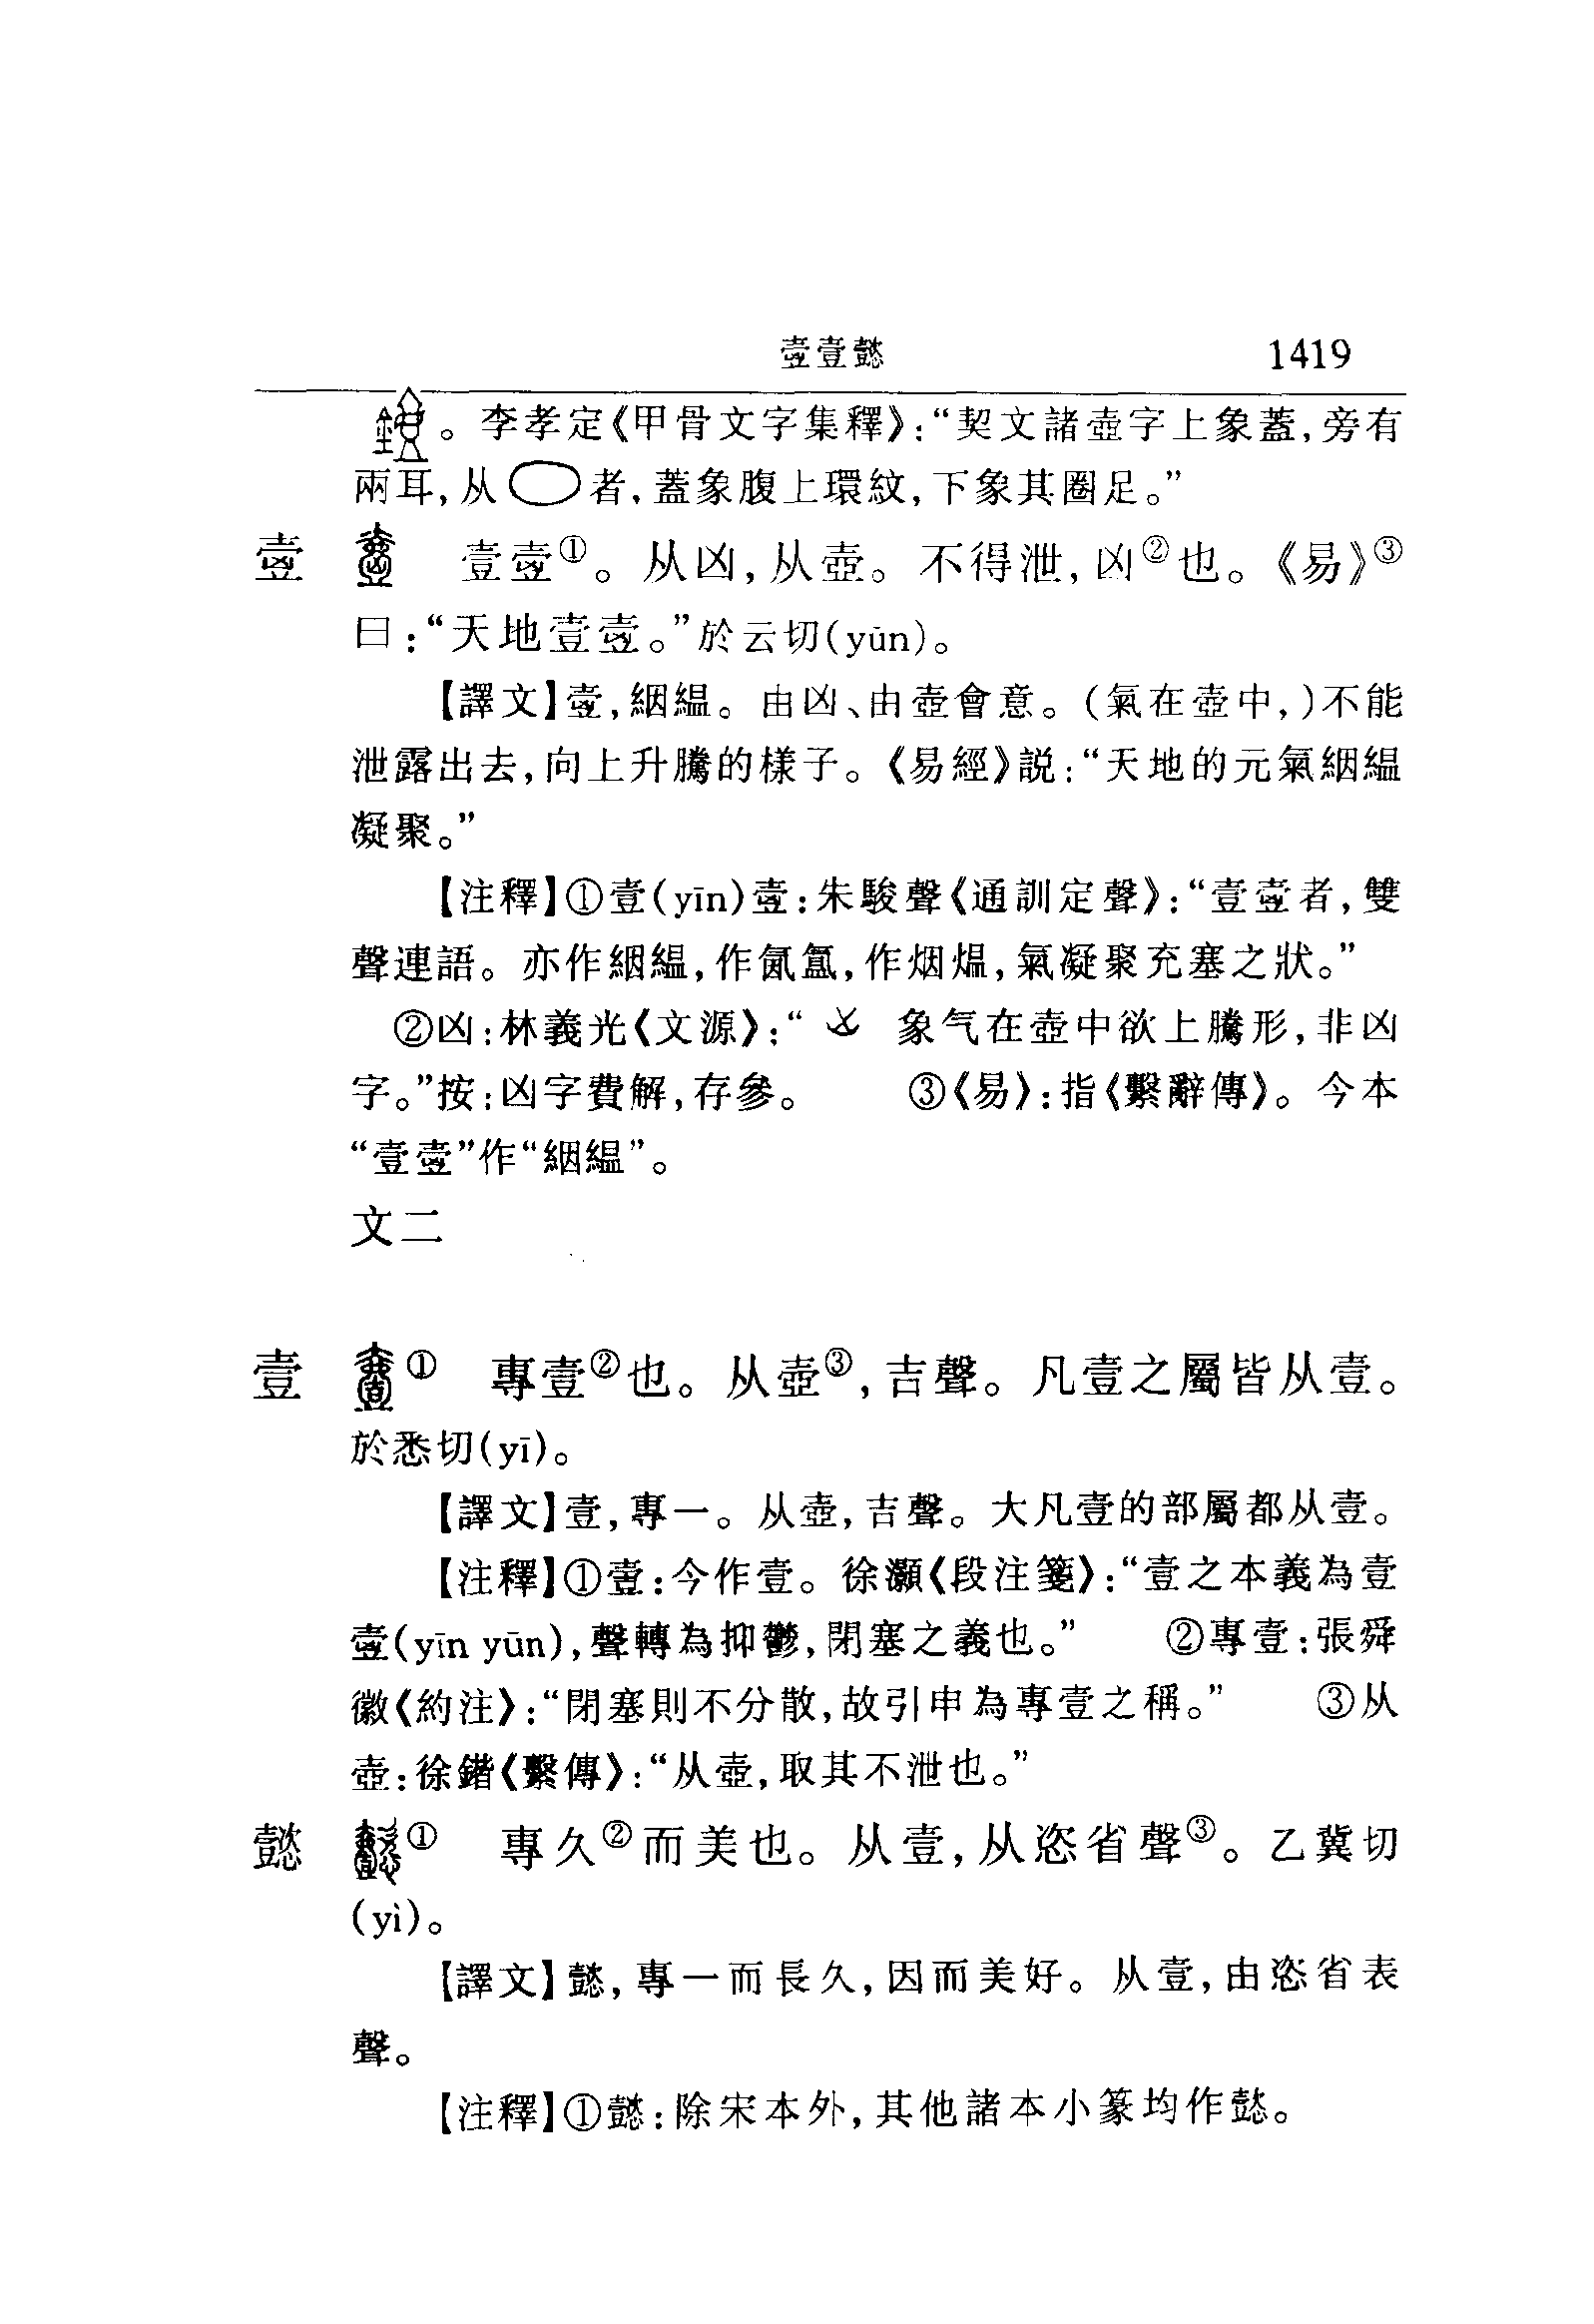 壼壹懿 1419
。李孝定《甲骨文字集釋》:“契文諸壺字上象蓋,旁有
兩耳,从◯者,蓋象腹上環紋,下象其圈足。”
壼 壹壼①。从凶,从壺。不得泄,凶②也。《易》③
曰:“天地壹壼。”於云切(yūn)。
【譯文】壼,絪緼。由凶、由壺會意。(氣在壺中,)不能
泄露出去,向上升騰的樣子。《易經》説:“天地的元氣絪緼
凝聚。”
【注釋】①壹(yīn)壼:朱駿聲《通訓定聲》:“壹壼者,雙
聲連語。亦作絪緼,作氤氲,作烟煴,氣凝聚充塞之狀。”
②凶:林義光《文源》:“ 象气在壺中欲上騰形,非凶
字。”按:凶字費解,存參。 ③《易》:指《繫辭傳》。今本
“壹壼”作“絪緼”。
文二
壹 ① 專壹②也。从壺③,吉聲。凡壹之屬皆从壹。
於悉切(yī)。
【譯文】壹,專一。从壺,吉聲。大凡壹的部屬都从壹。
【注釋】①壹:今作壹。徐灝《段注箋》:“壹之本義為壹
壼(yīn yūn),聲轉為抑鬱,閉塞之義也。” ②專壹:張舜
徽《約注》:“閉塞則不分散,故引申為專壹之稱。” ③从
壺:徐鍇《繫傳》:“从壺,取其不泄也。”
懿 ① 專久②而美也。从壹,从恣省聲③。乙冀切
(yì)。
【譯文】懿,專一而長久,因而美好。从壹,由恣省表
聲。
【注釋】①懿:除宋本外,其他諸本小篆均作懿。